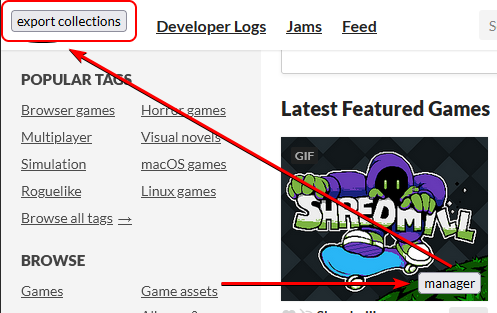 export collections
Developer Logs Jams Feed
S
POPULAR TAGS
Browser games Horror games
Multiplayer Visual novels
Simulation macOS games
Roguelike Linux games
Browse all tags →
BROWSE
Games Game assets
Latest Featured Games
GIF
SHREDMILL
manager